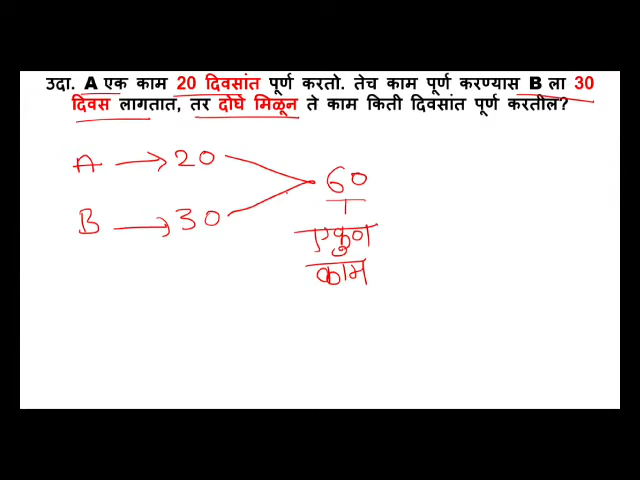 उदा. A एक काम 20 दिवसांत पूर्ण करतो. तेच काम पूर्ण करण्यास B ला 30
दिवस लागतात, तर दोघे मिळून ते काम किती दिवसांत पूर्ण करतील?
A → 20
60
B → 30
एकुण
काम